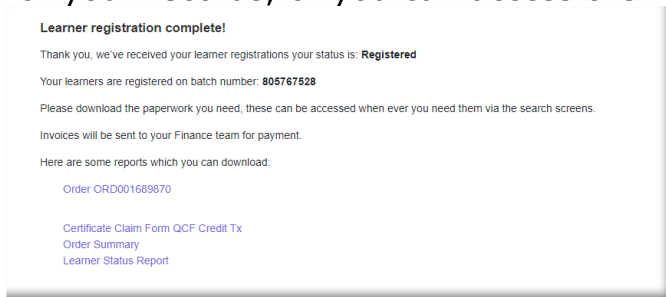 Learner registration complete!
Thank you, we've received your learner registrations your status is: Registered
Your learners are registered on batch number: 805767528
Please download the paperwork you need, these can be accessed when ever you need them via the search screens.
Invoices will be sent to your Finance team for payment.
Here are some reports which you can download:
Order ORD001689870
Certificate Claim Form QCF Credit Tx
Order Summary
Learner Status Report